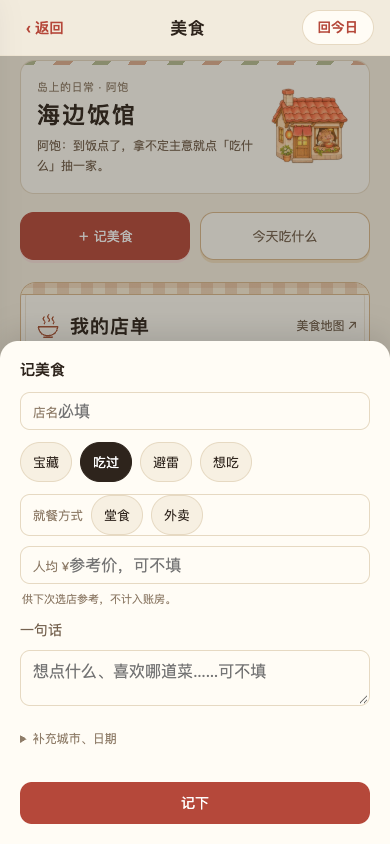 ‹ 返回
美食
回今日
岛上的日常 · 阿饱
海边饭馆
阿饱：到饭点了，拿不定主意就点「吃什
么」抽一家。
＋ 记美食
今天吃什么
我的店单
美食地图 ↗
记美食
店名必填
宝藏
吃过
避雷
想吃
就餐方式
堂食
外卖
人均 ¥参考价，可不填
供下次选店参考，不计入账房。
一句话
想点什么、喜欢哪道菜……可不填
▶ 补充城市、日期
记下